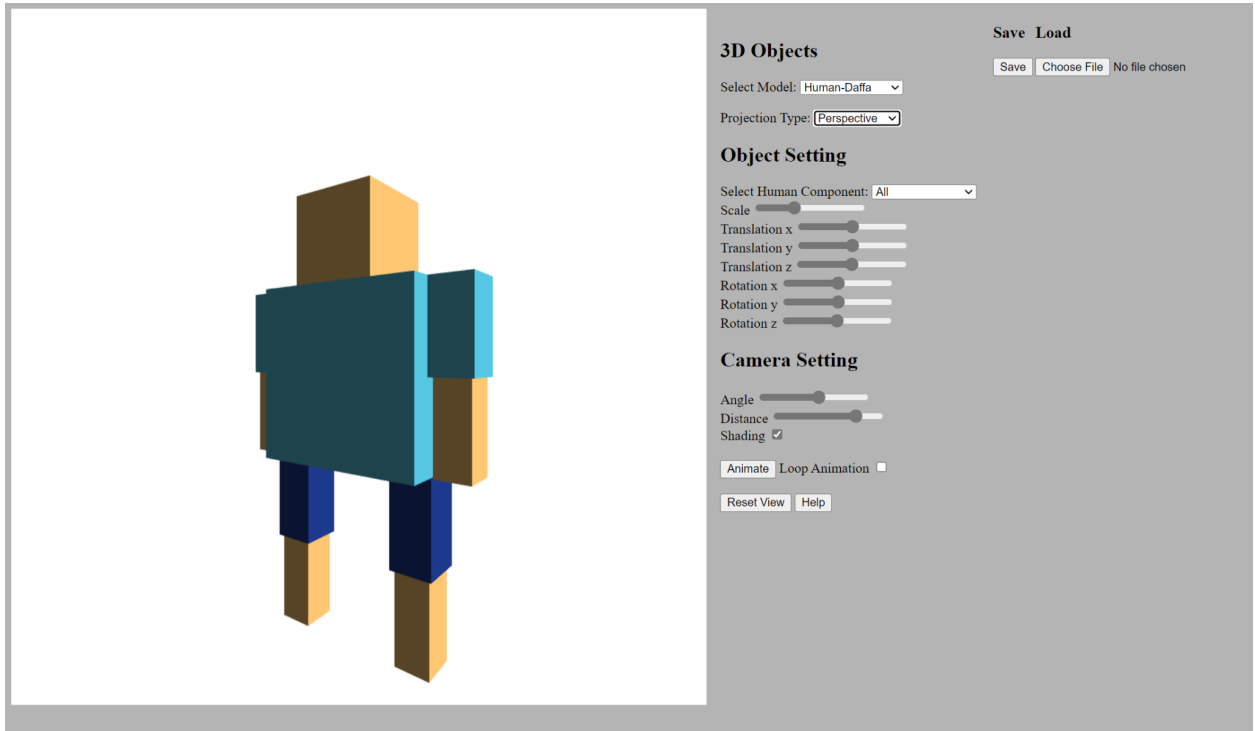 3D Objects
Select Model: Human-Daffa
Projection Type: Perspective
Object Setting
Select Human Component: All
Scale
Translation x
Translation y
Translation z
Rotation x
Rotation y
Rotation z
Camera Setting
Angle
Distance
Shading
Animate Loop Animation
Reset View Help
Save Load
Save Choose File No file chosen